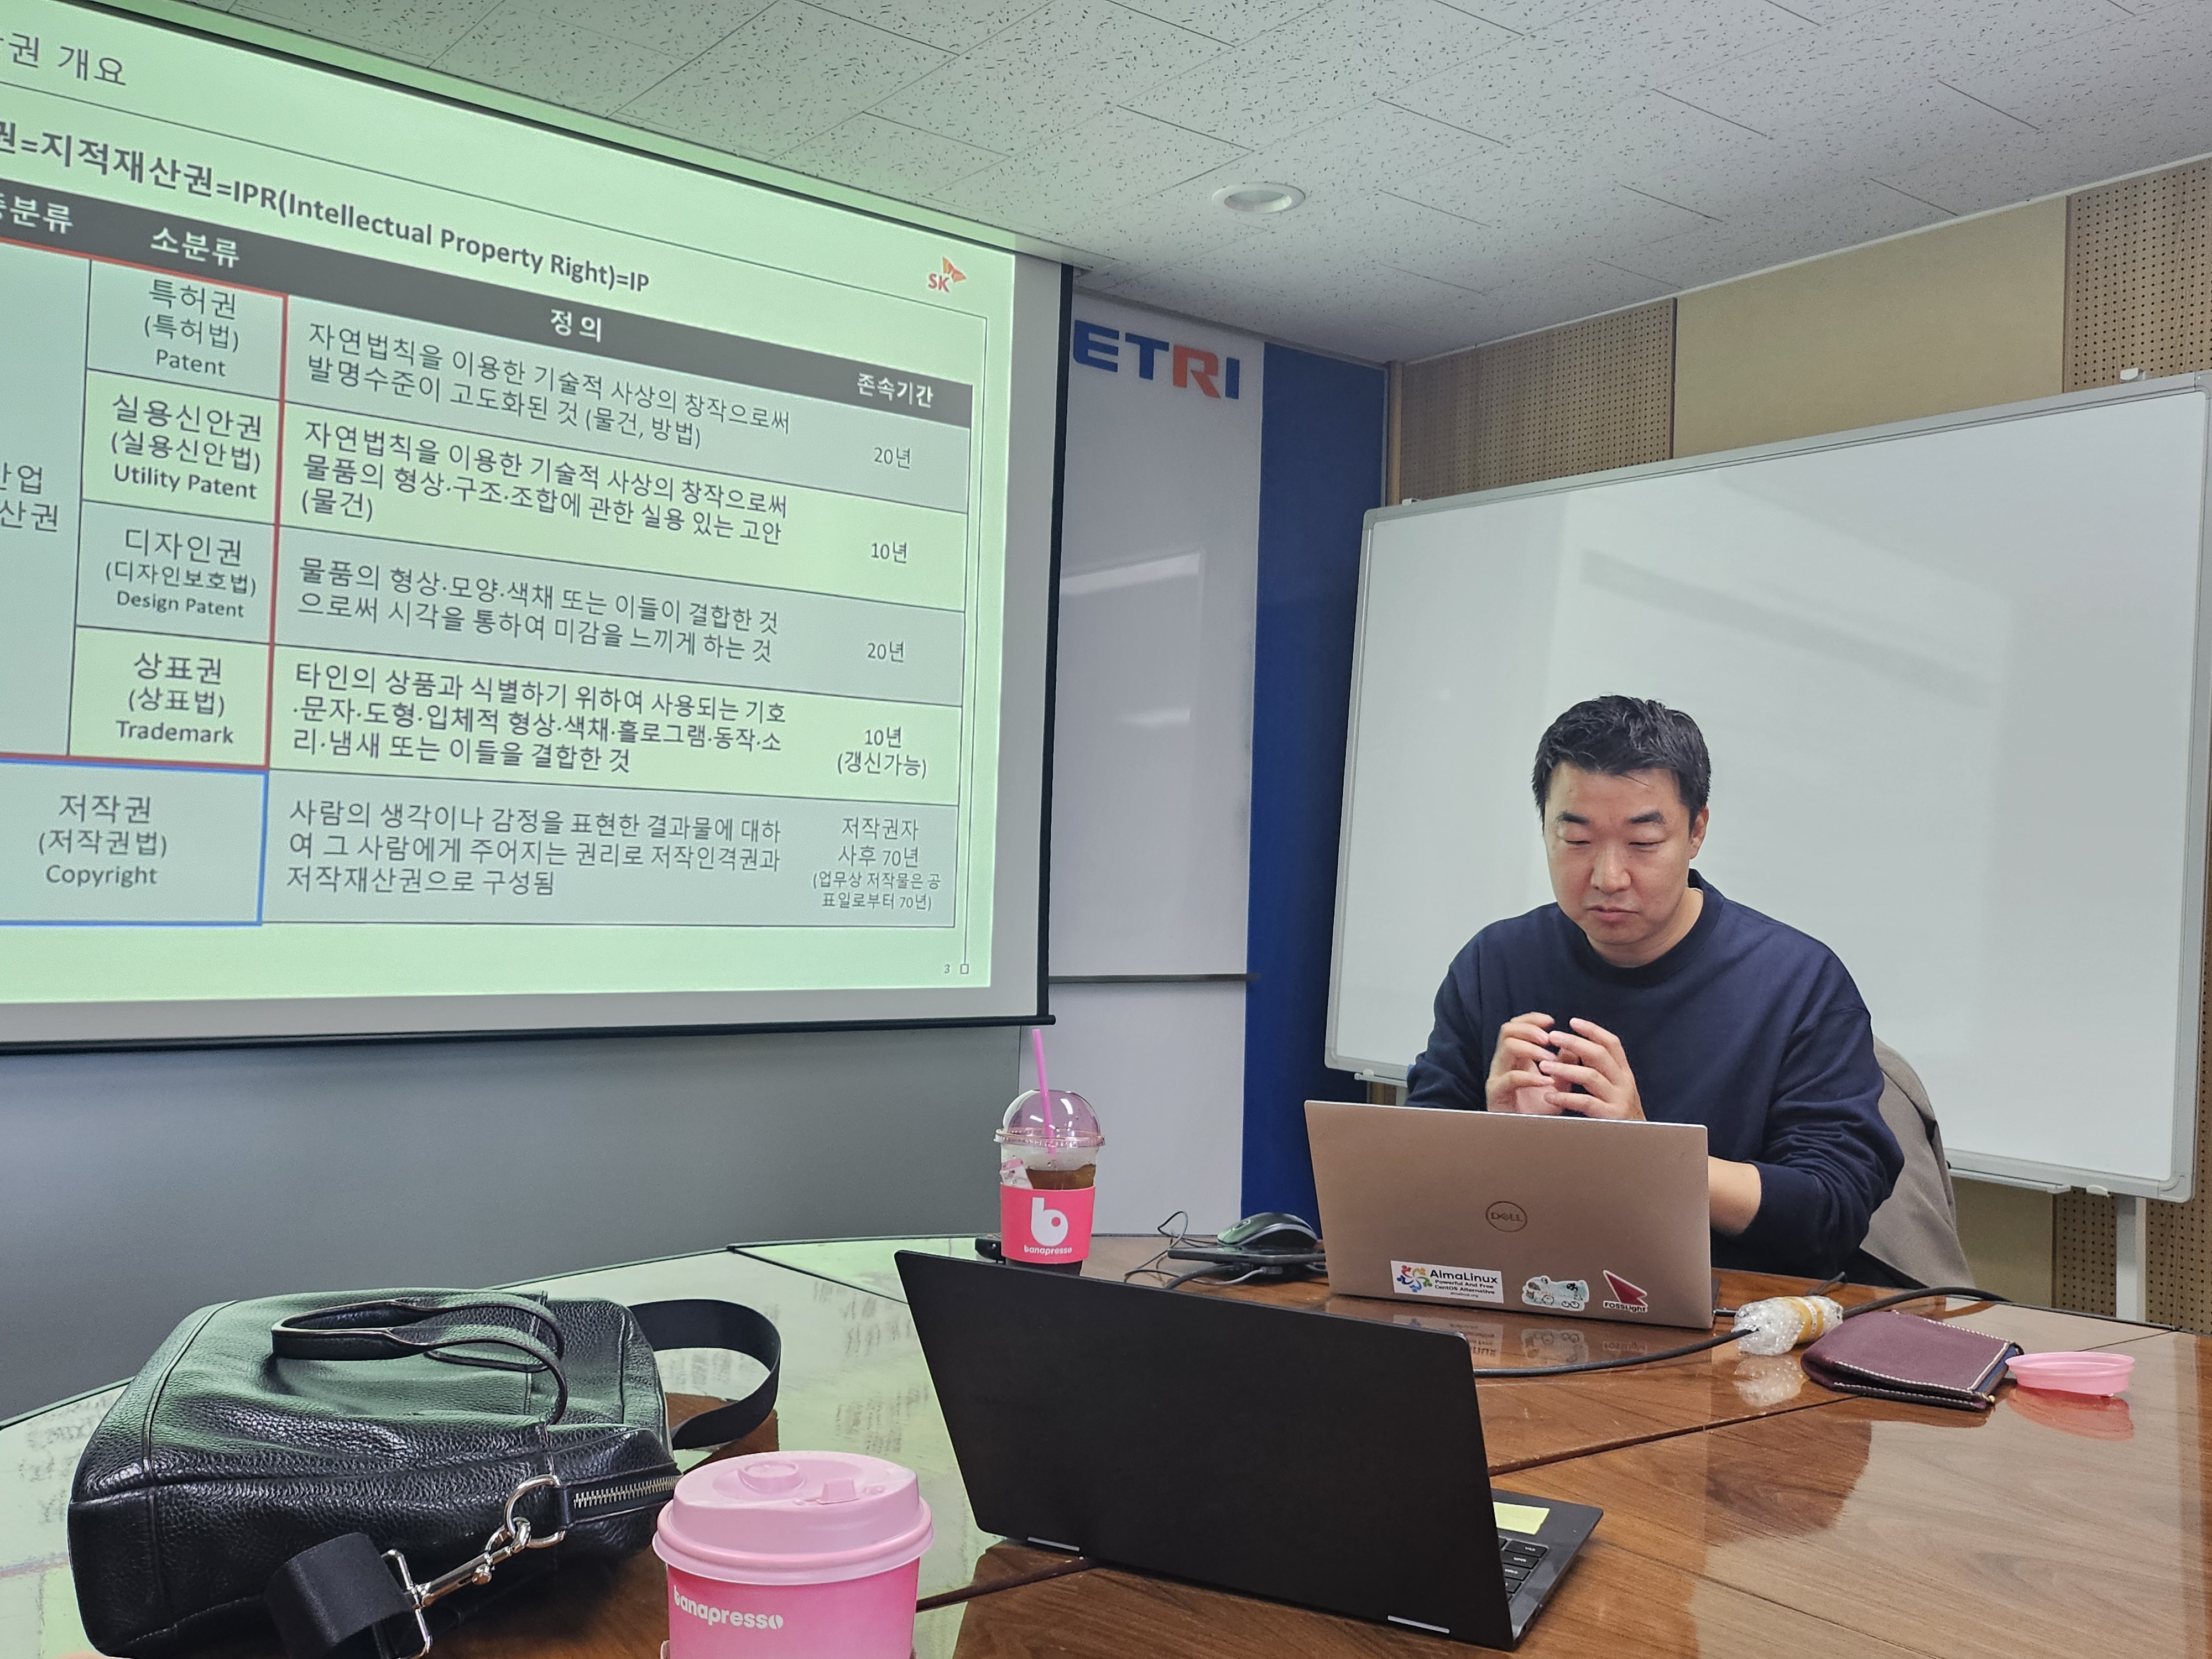 권 개요
권=지적재산권=IPR(Intellectual Property Right)=IP
SK
중분류
소분류
정의
존속기간
특허권
(특허법)
Patent
자연법칙을 이용한 기술적 사상의 창작으로써
발명수준이 고도화된 것 (물건, 방법)
20년
실용신안권
(실용신안법)
Utility Patent
자연법칙을 이용한 기술적 사상의 창작으로써
물품의 형상·구조·조합에 관한 실용 있는 고안
(물건)
10년
산업
산권
디자인권
(디자인보호법)
Design Patent
물품의 형상·모양·색채 또는 이들이 결합한 것
으로써 시각을 통하여 미감을 느끼게 하는 것
20년
상표권
(상표법)
Trademark
타인의 상품과 식별하기 위하여 사용되는 기호
·문자·도형·입체적 형상·색채·홀로그램·동작·소
리·냄새 또는 이들을 결합한 것
10년
(갱신가능)
저작권
(저작권법)
Copyright
사람의 생각이나 감정을 표현한 결과물에 대하
여 그 사람에게 주어지는 권리로 저작인격권과
저작재산권으로 구성됨
저작권자
사후 70년
(업무상 저작물은 공
표일로부터 70년)
3
ETRI
b
banapresso
DELL
AlmaLinux
Powerful And Free
CentOS Alternative
almalinux.org
FOSSLight
banapresso